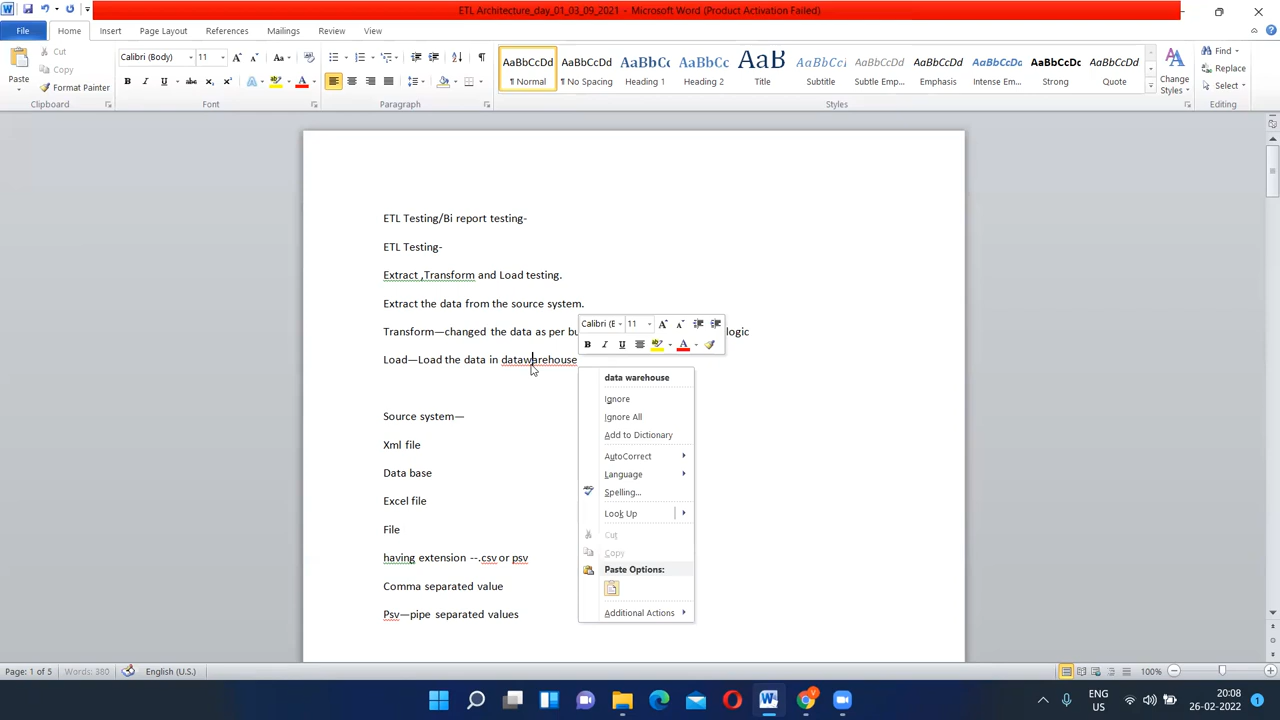 ETL Architecture_day_01_03_09_2021 - Microsoft Word (Product Activation Failed)
File Home Insert Page Layout References Mailings Review View
Cut
Copy
Format Painter
Paste
Clipboard
Calibri (Body) 11
Font
Paragraph
AaBbCcDd AaBbCcDd AaBbC AaBbCc AaB AaBbCc AaBbCcDd AaBbCcDd AaBbCcDd AaBbCcDd AaBbCcDd
¶ Normal ¶ No Spacing Heading 1 Heading 2 Title Subtitle Subtle Emp... Emphasis Intense Em... Strong Quote
Change Styles
Styles
Find
Replace
Select
Editing
ETL Testing/Bi report testing-
ETL Testing-
Extract ,Transform and Load testing.
Extract the data from the source system.
Transform—changed the data as per bu
logic
Load—Load the data in datawarehouse
Source system—
Xml file
Data base
Excel file
File
having extension --.csv or psv
Comma separated value
Psv—pipe separated values
Calibri (E 11
data warehouse
Ignore
Ignore All
Add to Dictionary
AutoCorrect
Language
Spelling...
Look Up
Cut
Copy
Paste Options:
Additional Actions
Page: 1 of 5 Words: 380 English (U.S.) 100%
ENG
US
20:08
26-02-2022